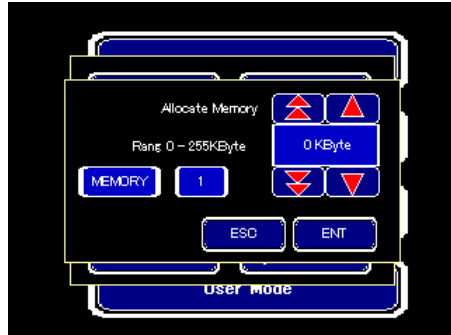 Allocate Memory
Rang 0 - 255KByte
0 KByte
MEMORY
1
ESC
ENT
User Mode